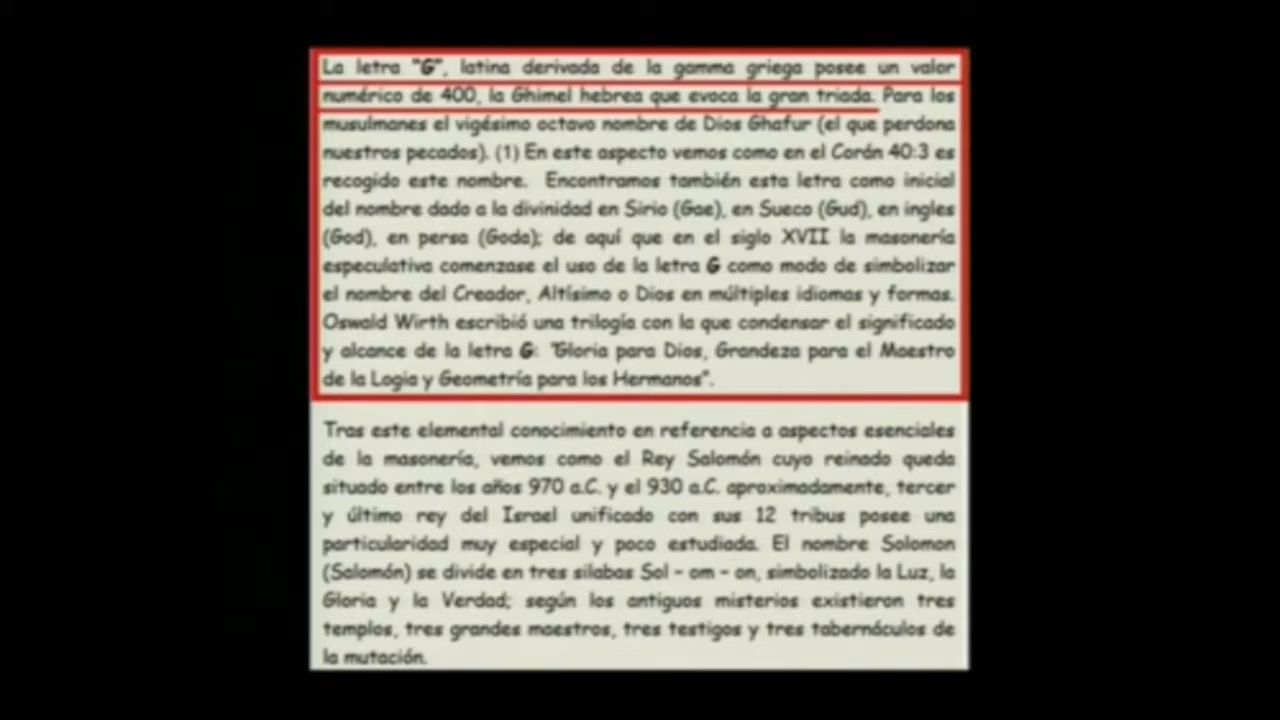 La letra "G", latina derivada de la gamma griega posee un valor
numérico de 400, la Ghimel hebrea que evoca la gran triada. Para los
musulmanes el vigésimo octavo nombre de Dios Ghafur (el que perdona
nuestros pecados). (1) En este aspecto vemos como en el Corán 40:3 es
recogido este nombre. Encontramos también esta letra como inicial
del nombre dado a la divinidad en Sirio (Gae), en Sueco (Gud), en ingles
(God), en persa (Goda); de aquí que en el siglo XVII la masonería
especulativa comenzase el uso de la letra G como modo de simbolizar
el nombre del Creador, Altísimo o Dios en múltiples idiomas y formas.
Oswald Wirth escribió una trilogía con la que condensar el significado
y alcance de la letra G: "Gloria para Dios, Grandeza para el Maestro
de la Logia y Geometría para los Hermanos".
Tras este elemental conocimiento en referencia a aspectos esenciales
de la masonería, vemos como el Rey Salomón cuyo reinado queda
situado entre los años 970 a.C. y el 930 a.C. aproximadamente, tercer
y último rey del Israel unificado con sus 12 tribus posee una
particularidad muy especial y poco estudiada. El nombre Solomon
(Salomón) se divide en tres silabas Sol – om – on, simbolizado la Luz, la
Gloria y la Verdad; según los antiguos misterios existieron tres
templos, tres grandes maestros, tres testigos y tres tabernáculos de
la mutación.